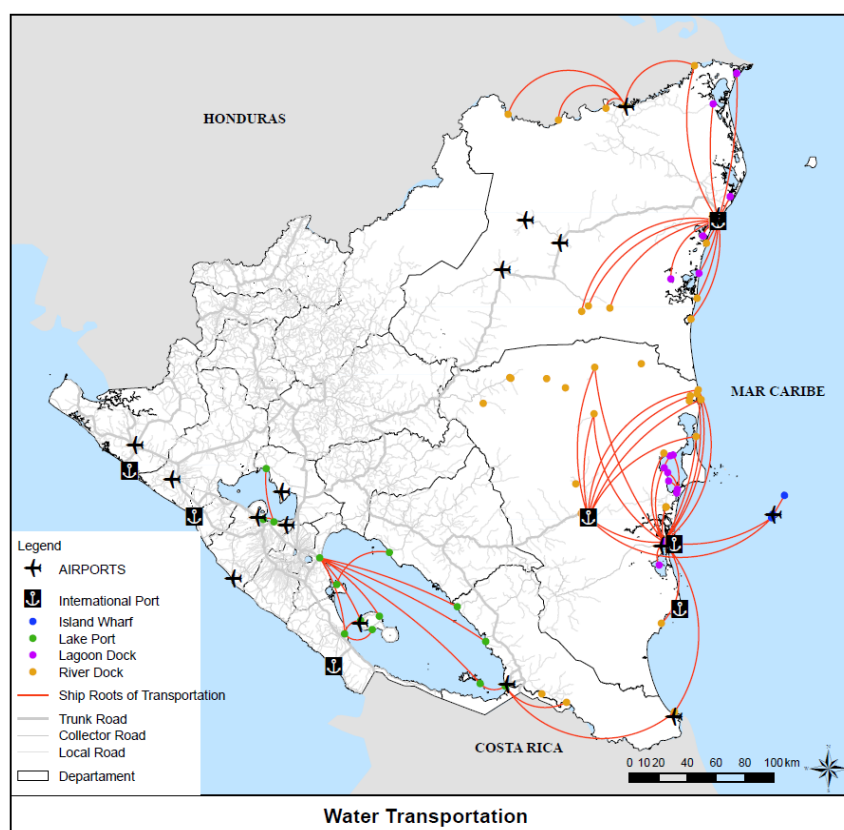 HONDURAS
MAR CARIBE
COSTA RICA
Legend
AIRPORTS
International Port
Island Wharf
Lake Port
Lagoon Dock
River Dock
Ship Roots of Transportation
Trunk Road
Collector Road
Local Road
Departament
0 10 20 40 60 80 100 km
Water Transportation